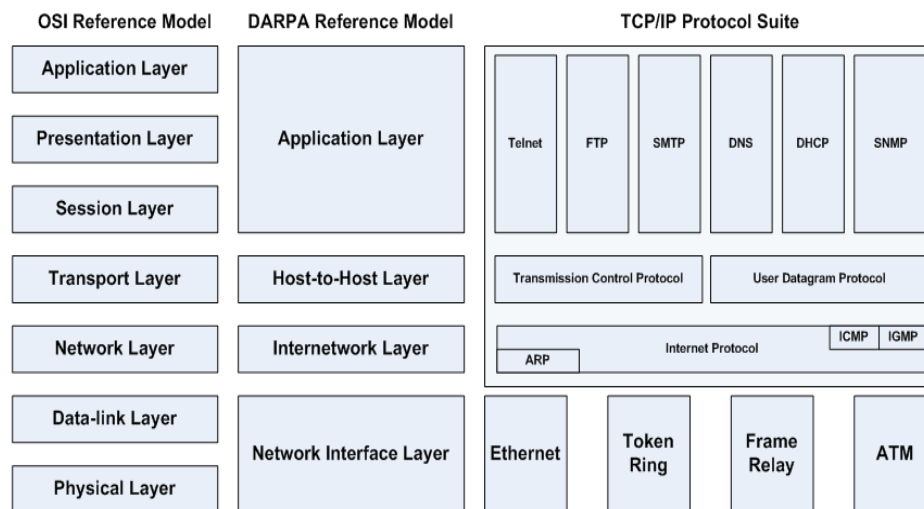 OSI Reference Model
DARPA Reference Model
TCP/IP Protocol Suite
Application Layer
Presentation Layer
Session Layer
Transport Layer
Network Layer
Data-link Layer
Physical Layer
Application Layer
Host-to-Host Layer
Internetwork Layer
Network Interface Layer
Telnet
FTP
SMTP
DNS
DHCP
SNMP
Transmission Control Protocol
User Datagram Protocol
Internet Protocol
ICMP
IGMP
ARP
Ethernet
Token
Ring
Frame
Relay
ATM